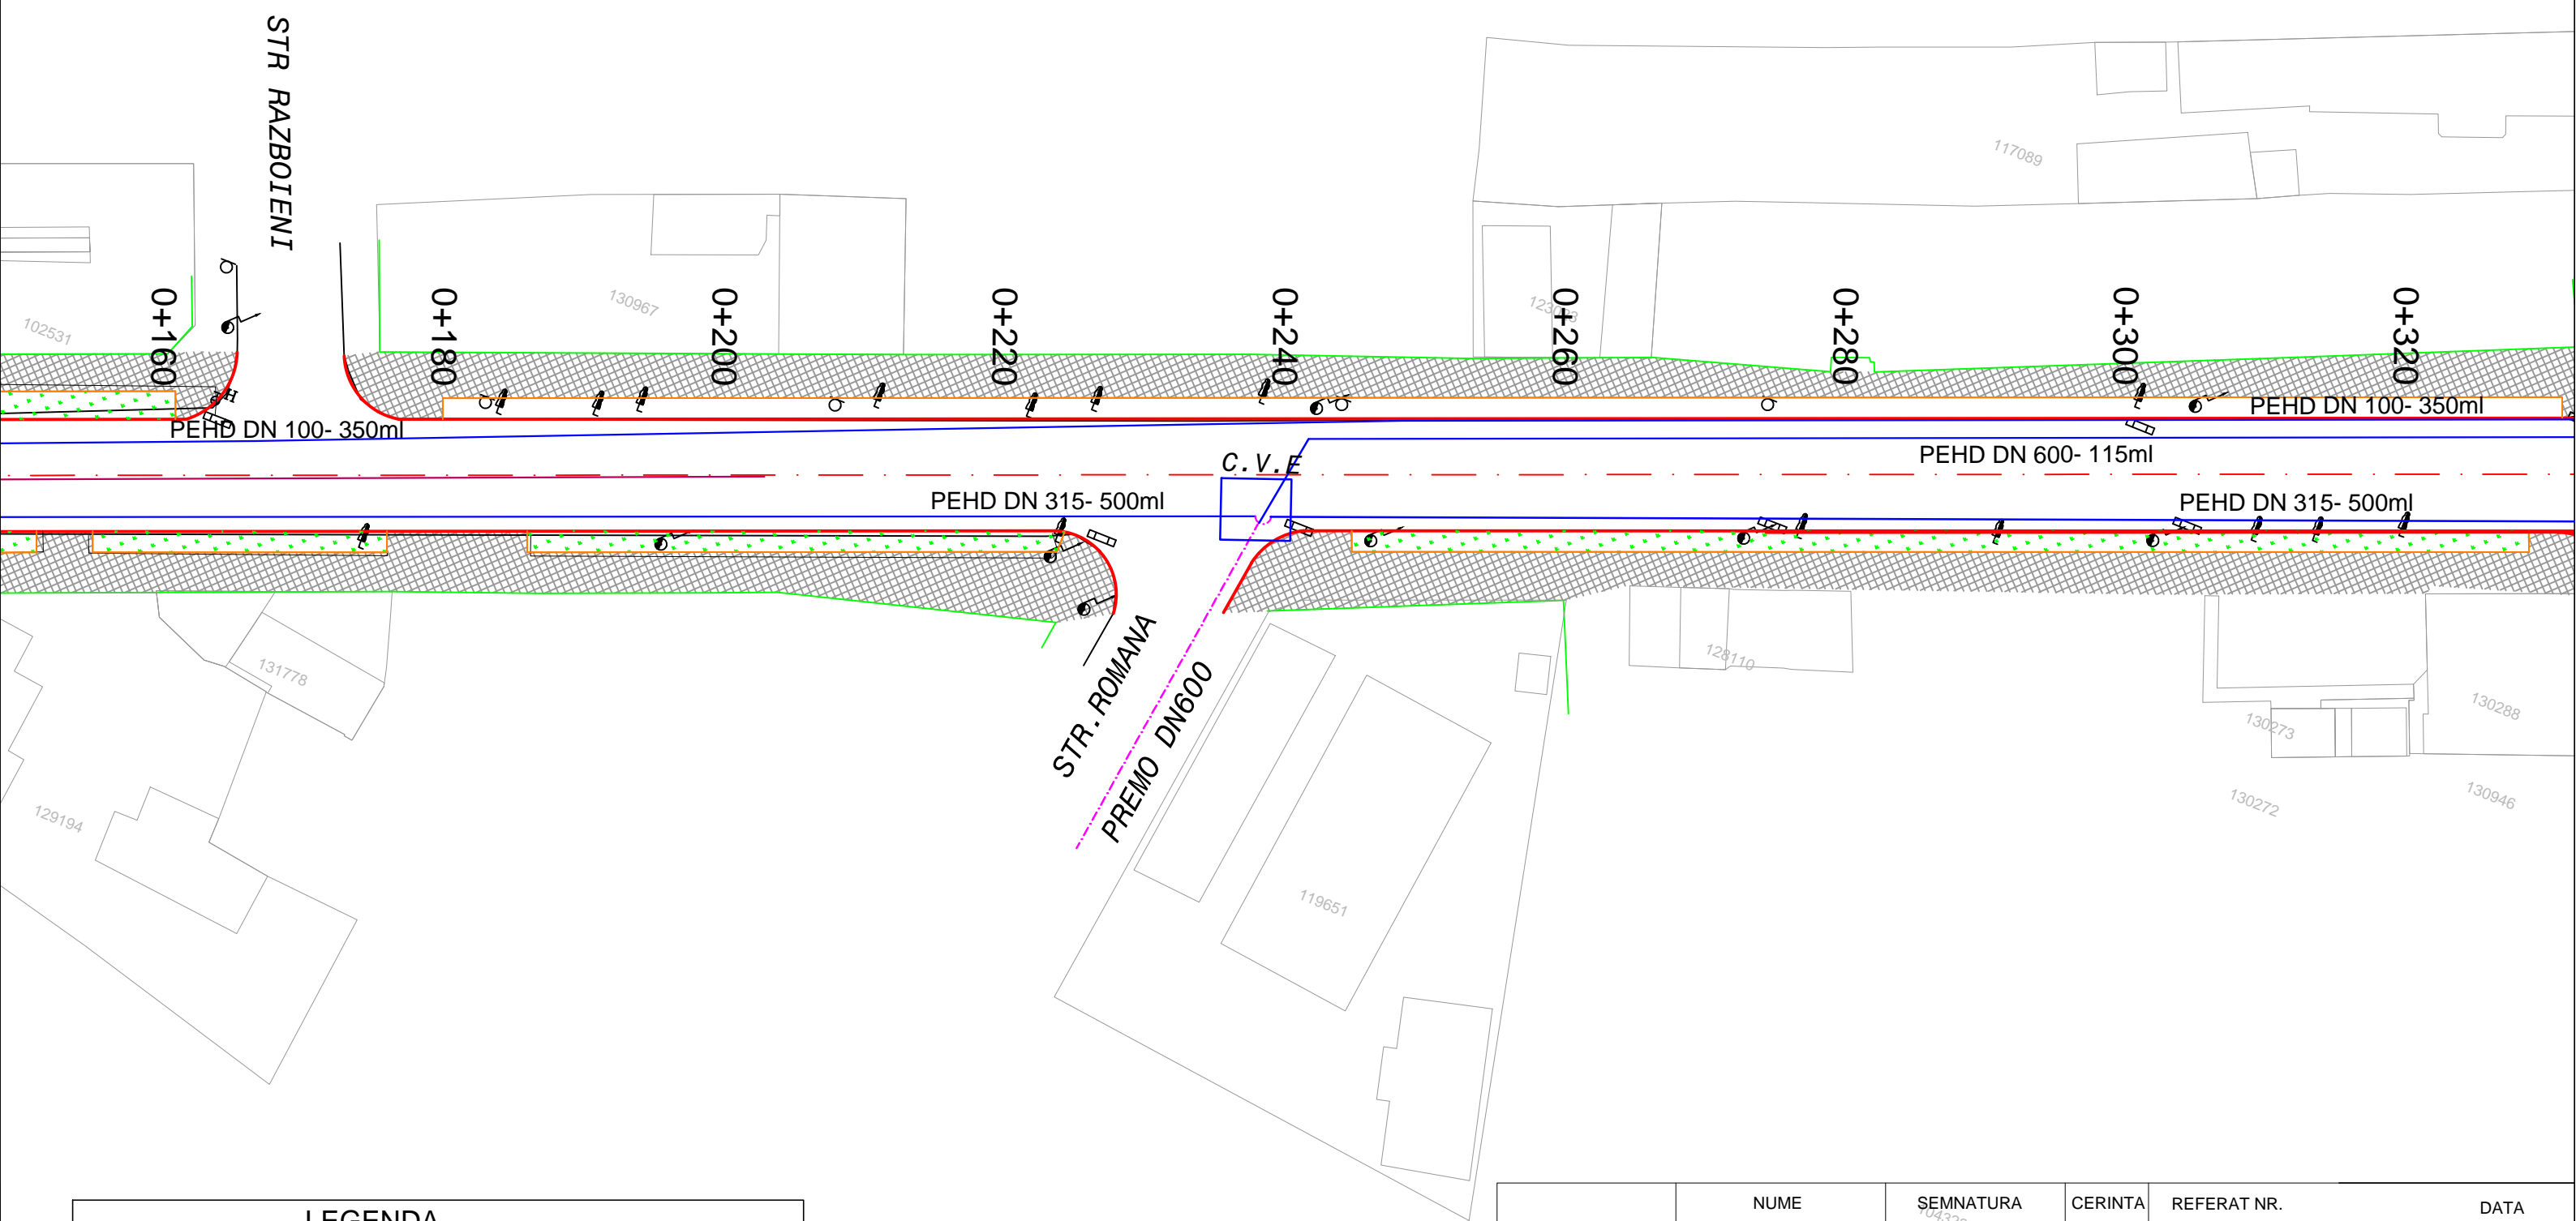 STR RAZBOIENI
117089
130967
102531
0+160
0+180
0+200
0+220
0+240
0+260
0+280
0+300
0+320
H
PEHD DN 100- 350ml
PEHD DN 100- 350ml
C.V.E
PEHD DN 600- 115ml
PEHD DN 315- 500ml
PEHD DN 315- 500ml
STR.ROMANA
PREMO DN600
131778
128110
130288
130273
130272
130946
129194
119651
LEGENDA
NUME
SEMNATURA
CERINTA
REFERAT NR.
DATA